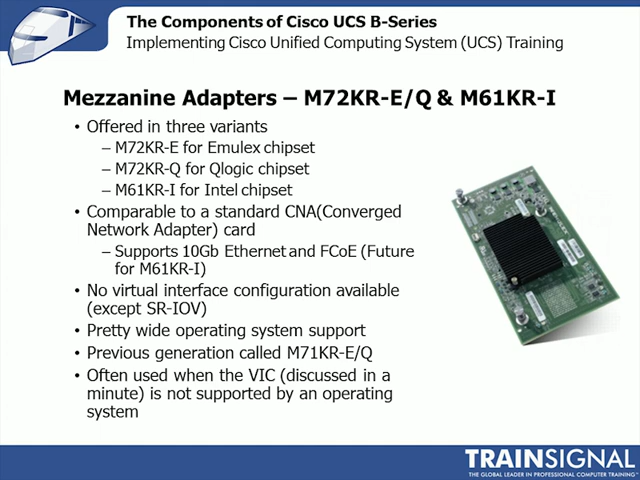 The Components of Cisco UCS B-Series
Implementing Cisco Unified Computing System (UCS) Training
Mezzanine Adapters – M72KR-E/Q & M61KR-I
• Offered in three variants
– M72KR-E for Emulex chipset
– M72KR-Q for Qlogic chipset
– M61KR-I for Intel chipset
• Comparable to a standard CNA(Converged
Network Adapter) card
– Supports 10Gb Ethernet and FCoE (Future
for M61KR-I)
• No virtual interface configuration available
(except SR-IOV)
• Pretty wide operating system support
• Previous generation called M71KR-E/Q
• Often used when the VIC (discussed in a
minute) is not supported by an operating
system
TRAINSIGNAL
THE GLOBAL LEADER IN PROFESSIONAL COMPUTER TRAINING